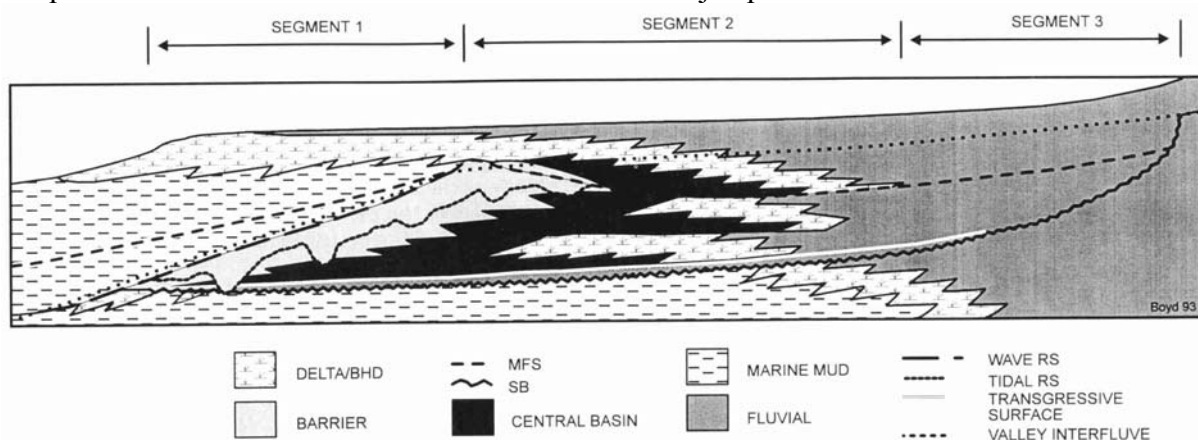 SEGMENT 1
SEGMENT 2
SEGMENT 3
Boyd 93
DELTA/BHD
BARRIER
MFS
SB
CENTRAL BASIN
MARINE MUD
FLUVIAL
WAVE RS
TIDAL RS
TRANSGRESSIVE
SURFACE
VALLEY INTERFLUVE